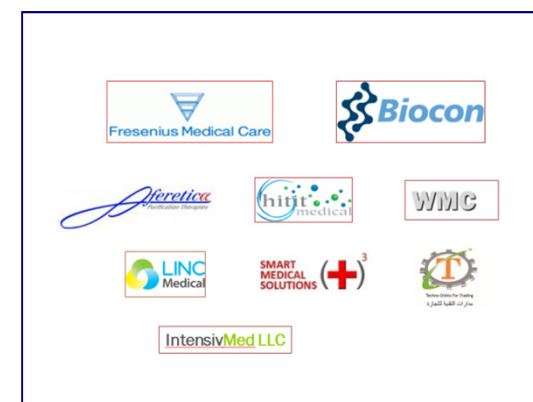 Fresenius Medical Care
Biocon
Aferetica
Purification Therapies
hitit
medical
WMC
LINC
Medical
SMART
MEDICAL
SOLUTIONS (+)3
T
Techno Orbits For Trading
مدارات التقنية للتجارة
IntensivMed LLC